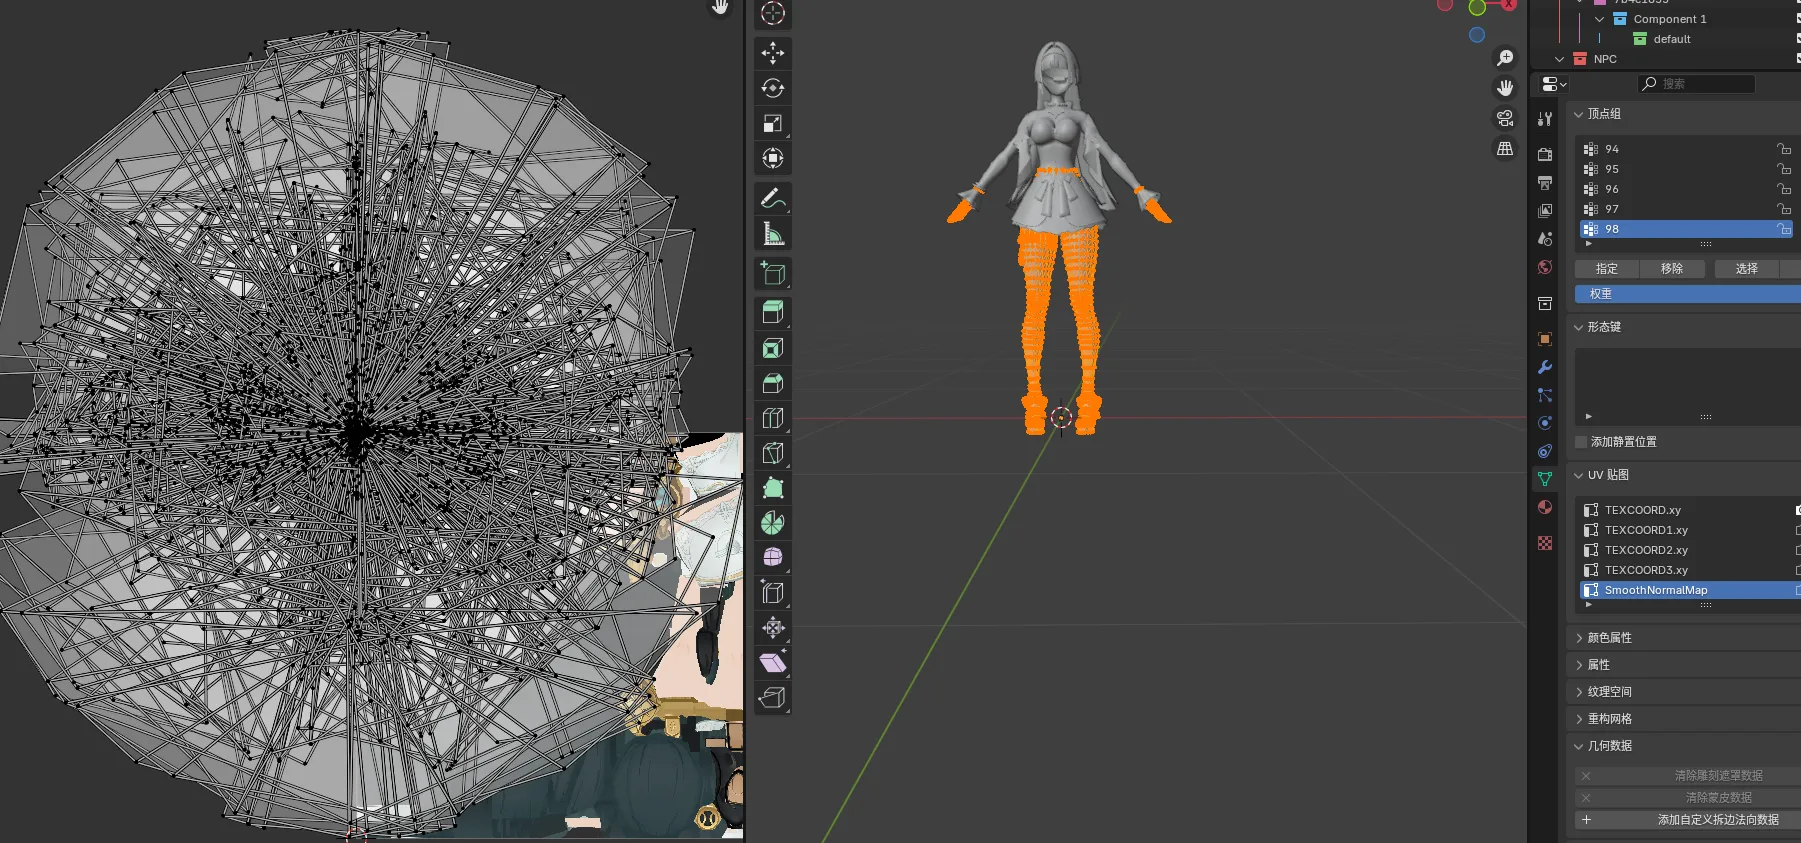 X
7b4e1655
Component 1
default
NPC
搜索
顶点组
94
95
96
97
98
指定 移除 选择
权重
形态键
添加静置位置
UV 贴图
TEXCOORD.xy
TEXCOORD1.xy
TEXCOORD2.xy
TEXCOORD3.xy
SmoothNormalMap
颜色属性
属性
纹理空间
重构网格
几何数据
清除雕刻遮罩数据
清除蒙皮数据
添加自定义拆边法向数据